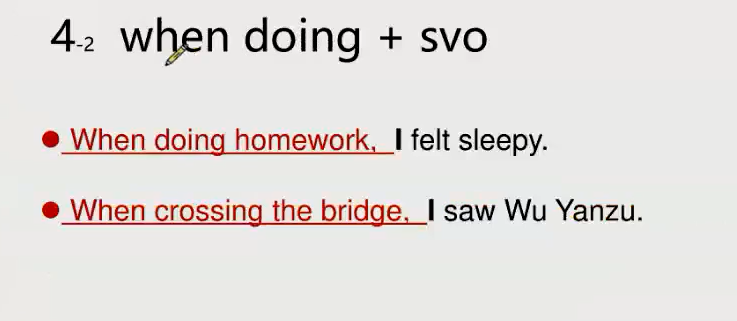 4-2 when doing + svo
● When doing homework, I felt sleepy.
● When crossing the bridge, I saw Wu Yanzu.